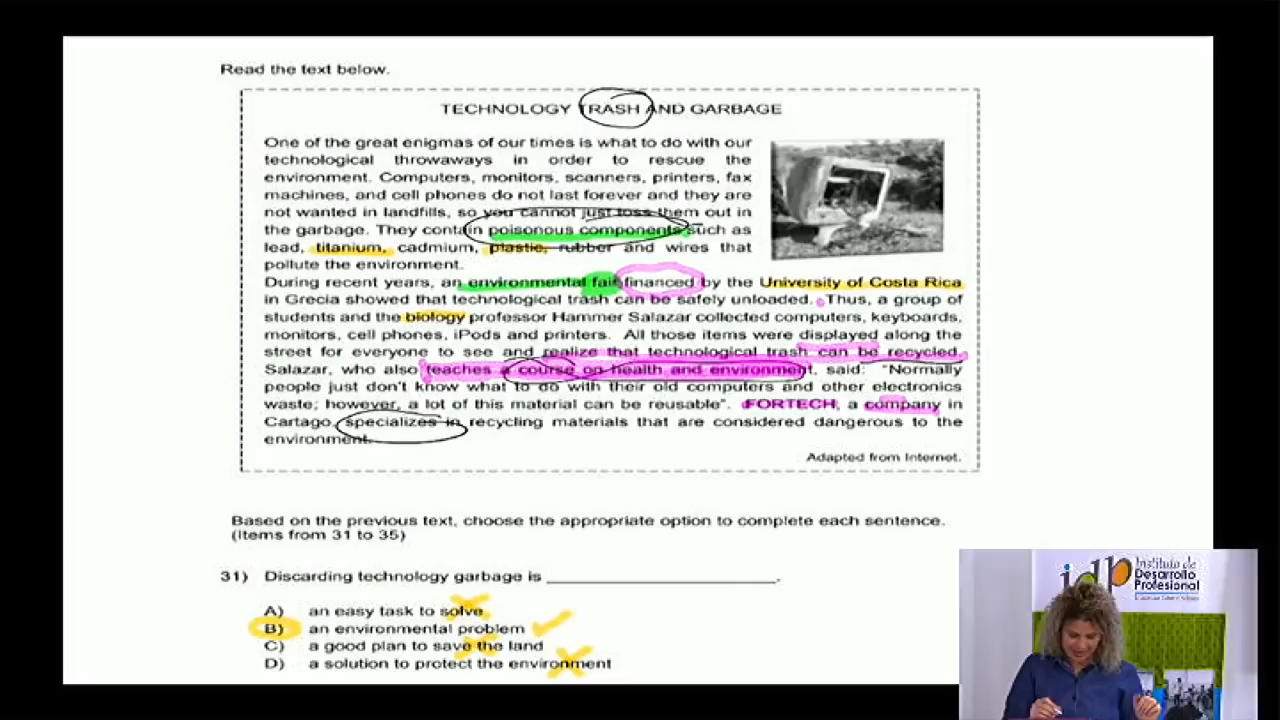 Read the text below.
TECHNOLOGY TRASH AND GARBAGE
One of the great enigmas of our times is what to do with our
technological throwaways in order to rescue the
environment. Computers, monitors, scanners, printers, fax
machines, and cell phones do not last forever and they are
not wanted in landfills, so you cannot just toss them out in
the garbage. They contain poisonous components such as
lead, titanium, cadmium, plastic, rubber and wires that
pollute the environment.
During recent years, an environmental fair financed by the University of Costa Rica
in Grecia showed that technological trash can be safely unloaded. Thus, a group of
students and the biology professor Hammer Salazar collected computers, keyboards,
monitors, cell phones, iPods and printers. All those items were displayed along the
street for everyone to see and realize that technological trash can be recycled.
Salazar, who also teaches a course on health and environment, said: "Normally
people just don't know what to do with their old computers and other electronics
waste; however, a lot of this material can be reusable". FORTECH, a company in
Cartago, specializes in recycling materials that are considered dangerous to the
environment.
Adapted from Internet.
Based on the previous text, choose the appropriate option to complete each sentence.
(Items from 31 to 35)
31) Discarding technology garbage is ____________________.
A) an easy task to solve
B) an environmental problem
C) a good plan to save the land
D) a solution to protect the environment
idp Instituto de
Desarrollo
Profesional